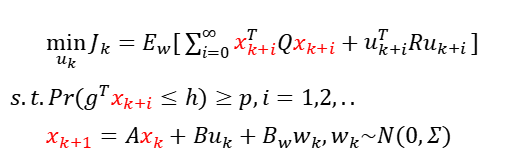 min_{u_k} J_k = E_w[∑_{i=0}^{∞} x_{k+i}^T Q x_{k+i} + u_{k+i}^T R u_{k+i}]
s.t. Pr(g^T x_{k+i} ≤ h) ≥ p, i = 1,2,..
x_{k+1} = A x_k + B u_k + B_w w_k, w_k~N(0, Σ)